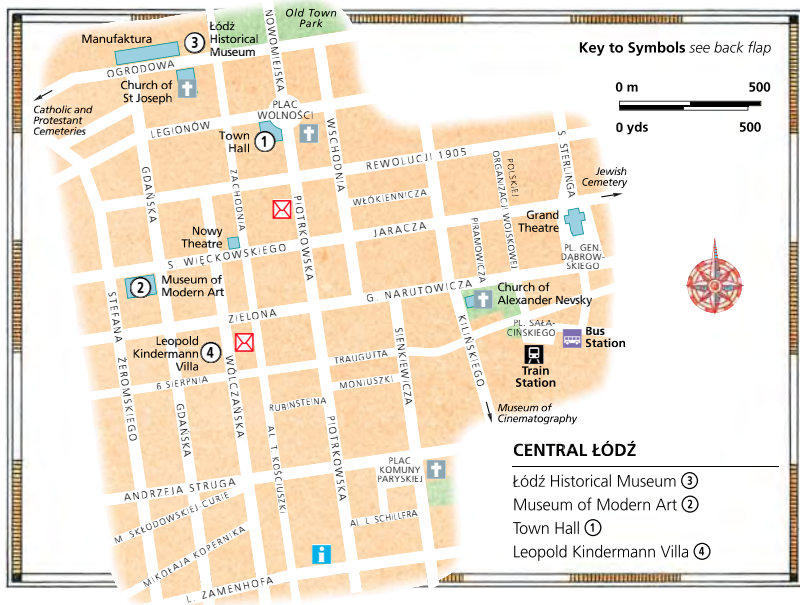 Old Town
Park
Manufaktura
3
Łódź
Historical
Museum
NOWOMIEJSKA
OGRODOWA
Church of
St Joseph
Catholic and
Protestant
Cemeteries
Key to Symbols see back flap
0 m
500
0 yds
500
PLAC
WOLNOŚCI
LEGIONÓW
Town
Hall
1
WSCHODNIA
S. STERLINGA
REWOLUCJI 1905
POLSKIEJ
ORGANIZACJI WOJSKOWEJ
Jewish
Cemetery
GDAŃSKA
ZACHODNIA
PIOTRKOWSKA
WŁÓKIENNICZA
Grand
Theatre
Nowy
Theatre
JARACZA
PIRAMOWICZA
PL. GEN.
DĄBROW-
SKIEGO
S. WIĘCKOWSKIEGO
2
Museum of
Modern Art
G. NARUTOWICZA
Church of
Alexander Nevsky
STEFANA ŻEROMSKIEGO
ZIELONA
SIENKIEWICZA
KILIŃSKIEGO
PL. SAŁA-
CIŃSKIEGO
Bus
Station
Leopold
Kindermann
Villa
4
WÓLCZAŃSKA
TRAUGUTTA
Train
Station
6 SIERPNIA
MONIUSZKI
RUBINSTEINA
Museum of
Cinematography
GDAŃSKA
AL. T. KOŚCIUSZKI
PIOTRKOWSKA
PLAC
KOMUNY
PARYSKIEJ
CENTRAL ŁÓDŹ
Łódź Historical Museum 3
Museum of Modern Art 2
Town Hall 1
Leopold Kindermann Villa 4
ANDRZEJA STRUGA
M. SKŁODOWSKIEJ-CURIE
AL. L. SCHILLERA
MIKOŁAJA KOPERNIKA
i
L. ZAMENHOFA